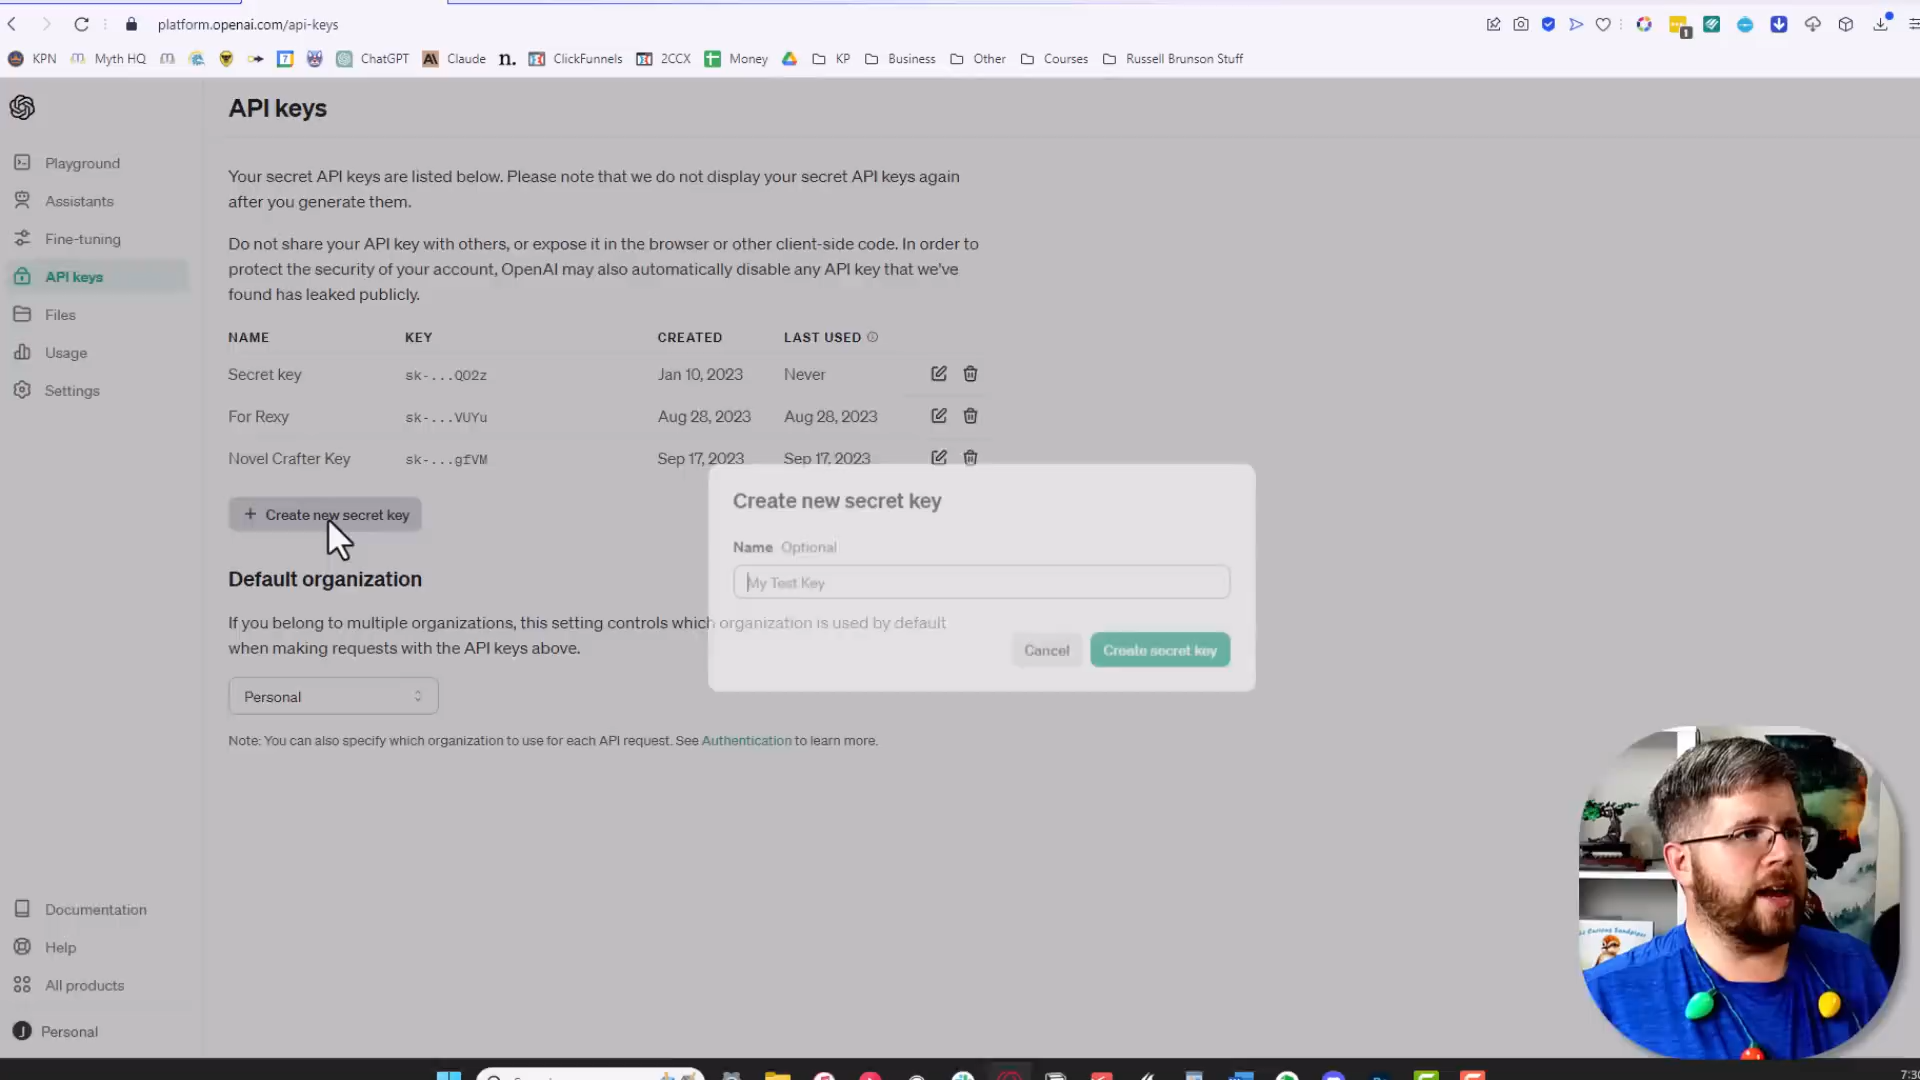 platform.openai.com/api-keys
1
KPN
Myth HQ
7
ChatGPT
Claude
n.
ClickFunnels
2CCX
Money
KP
Business
Other
Courses
Russell Brunson Stuff
API keys
Playground
Assistants
Fine-tuning
API keys
Files
Usage
Settings
Your secret API keys are listed below. Please note that we do not display your secret API keys again
after you generate them.
Do not share your API key with others, or expose it in the browser or other client-side code. In order to
protect the security of your account, OpenAI may also automatically disable any API key that we've
found has leaked publicly.
NAME KEY CREATED LAST USED
Secret key sk-...QO2z Jan 10, 2023 Never
For Rexy sk-...VUYu Aug 28, 2023 Aug 28, 2023
Novel Crafter Key sk-...gfVM Sep 17, 2023 Sep 17, 2023
+ Create new secret key
Create new secret key
Name Optional
My Test Key
Cancel
Create secret key
Default organization
If you belong to multiple organizations, this setting controls which organization is used by default
when making requests with the API keys above.
Personal
Note: You can also specify which organization to use for each API request. See Authentication to learn more.
Documentation
Help
All products
J Personal
Curious Sandpiper